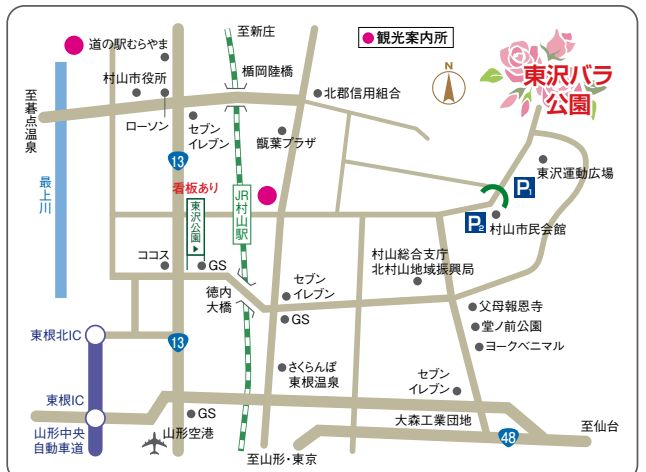 道の駅むらやま
至新庄
観光案内所
東沢バラ
公園
村山市役所
楯岡陸橋
N
至碁点温泉
ローソン
セブン
イレブン
北郡信用組合
甑葉プラザ
東沢運動広場
13
最上川
看板あり
東沢公園
JR村山駅
P1
P2
村山市民会館
ココス
GS
村山総合支庁
北村山地域振興局
徳内
大橋
セブン
イレブン
GS
父母報恩寺
堂ノ前公園
ヨークベニマル
東根北IC
13
さくらんぼ
東根温泉
セブン
イレブン
東根IC
GS
大森工業団地
山形中央
自動車道
山形空港
至仙台
48
至山形・東京